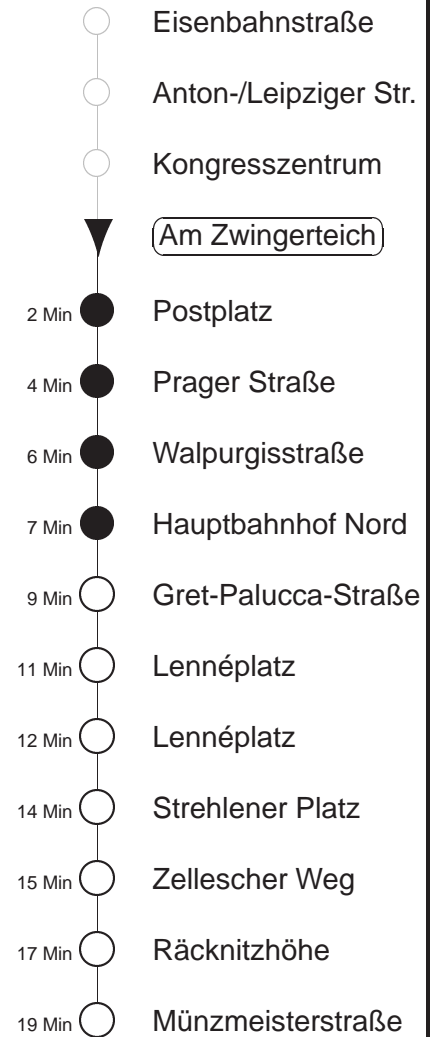 Eisenbahnstraße
Anton-/Leipziger Str.
Kongresszentrum
Am Zwingerteich
2 Min Postplatz
4 Min Prager Straße
6 Min Walpurgisstraße
7 Min Hauptbahnhof Nord
9 Min Gret-Palucca-Straße
11 Min Lennéplatz
12 Min Lennéplatz
14 Min Strehlener Platz
15 Min Zellescher Weg
17 Min Räcknitzhöhe
19 Min Münzmeisterstraße